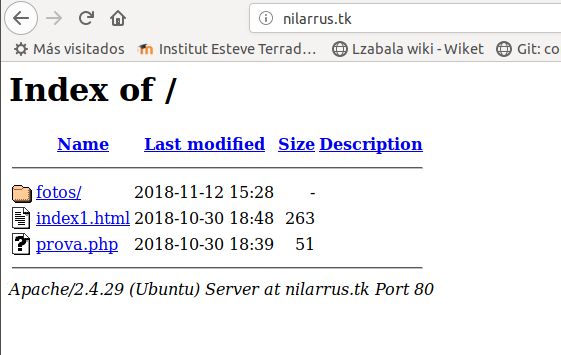 nilarrus.tk
Más visitados Institut Esteve Terrad... Lzabala wiki - Wiket Git: co
Index of /
Name Last modified Size Description
fotos/ 2018-11-12 15:28 -
index1.html 2018-10-30 18:48 263
prova.php 2018-10-30 18:39 51
Apache/2.4.29 (Ubuntu) Server at nilarrus.tk Port 80